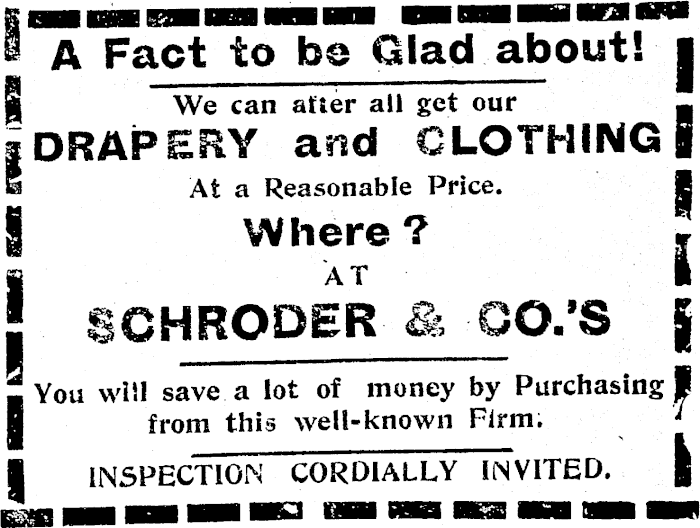 A Fact to be Glad about!
We can after all get our
DRAPERY and CLOTHING
At a Reasonable Price.
Where ?
AT
SCHRODER & CO.'S
You will save a lot of money by Purchasing
from this well-known Firm.
INSPECTION CORDIALLY INVITED.